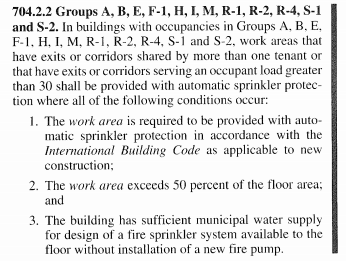 704.2.2 Groups A, B, E, F-1, H, I, M, R-1, R-2, R-4, S-1
and S-2. In buildings with occupancies in Groups A, B, E,
F-1, H, I, M, R-1, R-2, R-4, S-1 and S-2, work areas that
have exits or corridors shared by more than one tenant or
that have exits or corridors serving an occupant load greater
than 30 shall be provided with automatic sprinkler protec-
tion where all of the following conditions occur:
1. The work area is required to be provided with auto-
matic sprinkler protection in accordance with the
International Building Code as applicable to new
construction;
2. The work area exceeds 50 percent of the floor area;
and
3. The building has sufficient municipal water supply
for design of a fire sprinkler system available to the
floor without installation of a new fire pump.